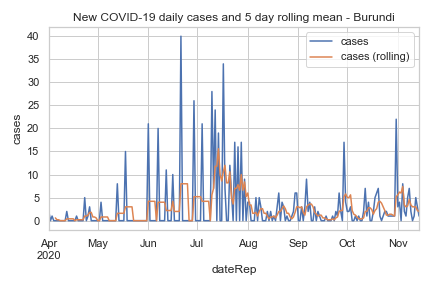 New COVID-19 daily cases and 5 day rolling mean - Burundi
cases
cases (rolling)
40
35
30
25
20
15
10
5
0
cases
Apr May Jun Jul Aug Sep Oct Nov
2020
dateRep